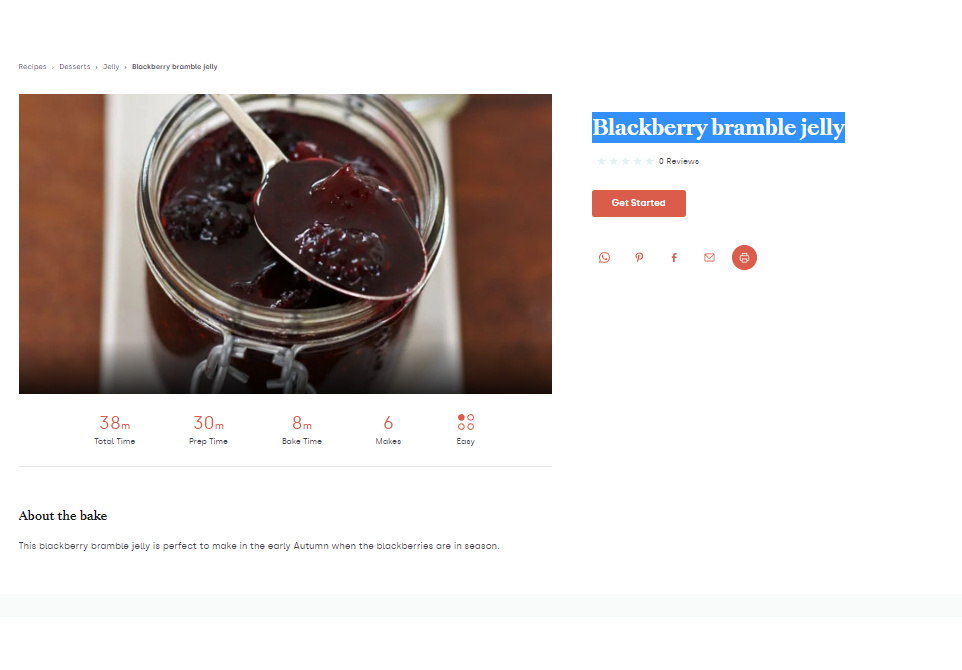 Recipes › Desserts › Jelly › Blackberry bramble jelly
Blackberry bramble jelly
0 Reviews
Get Started
38m 30m 8m 6
Total Time Prep Time Bake Time Makes Easy
About the bake
This blackberry bramble jelly is perfect to make in the early Autumn when the blackberries are in season.